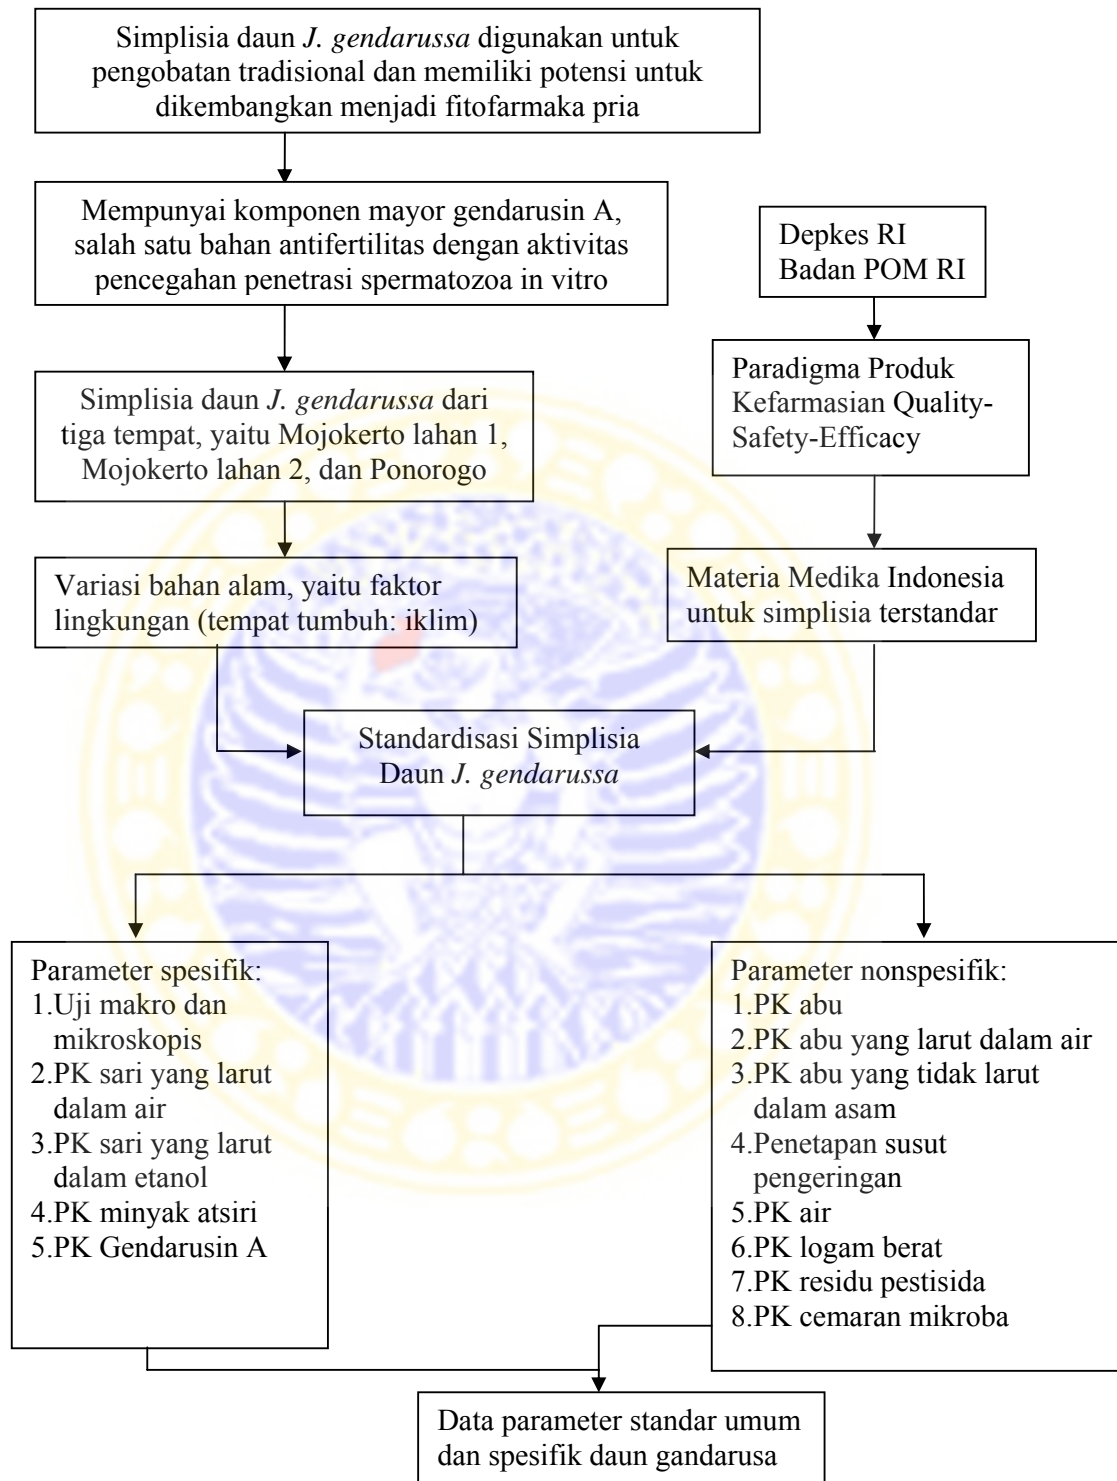 Simplisia daun J. gendarussa digunakan untuk
pengobatan tradisional dan memiliki potensi untuk
dikembangkan menjadi fitofarmaka pria
Mempunyai komponen mayor gendarusin A,
salah satu bahan antifertilitas dengan aktivitas
pencegahan penetrasi spermatozoa in vitro
Depkes RI
Badan POM RI
Simplisia daun J. gendarussa dari
tiga tempat, yaitu Mojokerto lahan 1,
Mojokerto lahan 2, dan Ponorogo
Paradigma Produk
Kefarmasian Quality-
Safety-Efficacy
Variasi bahan alam, yaitu faktor
lingkungan (tempat tumbuh: iklim)
Materia Medika Indonesia
untuk simplisia terstandar
Standardisasi Simplisia
Daun J. gendarussa
Parameter spesifik:
1.Uji makro dan
mikroskopis
2.PK sari yang larut
dalam air
3.PK sari yang larut
dalam etanol
4.PK minyak atsiri
5.PK Gendarusin A
Parameter nonspesifik:
1.PK abu
2.PK abu yang larut dalam air
3.PK abu yang tidak larut
dalam asam
4.Penetapan susut
pengeringan
5.PK air
6.PK logam berat
7.PK residu pestisida
8.PK cemaran mikroba
Data parameter standar umum
dan spesifik daun gandarusa